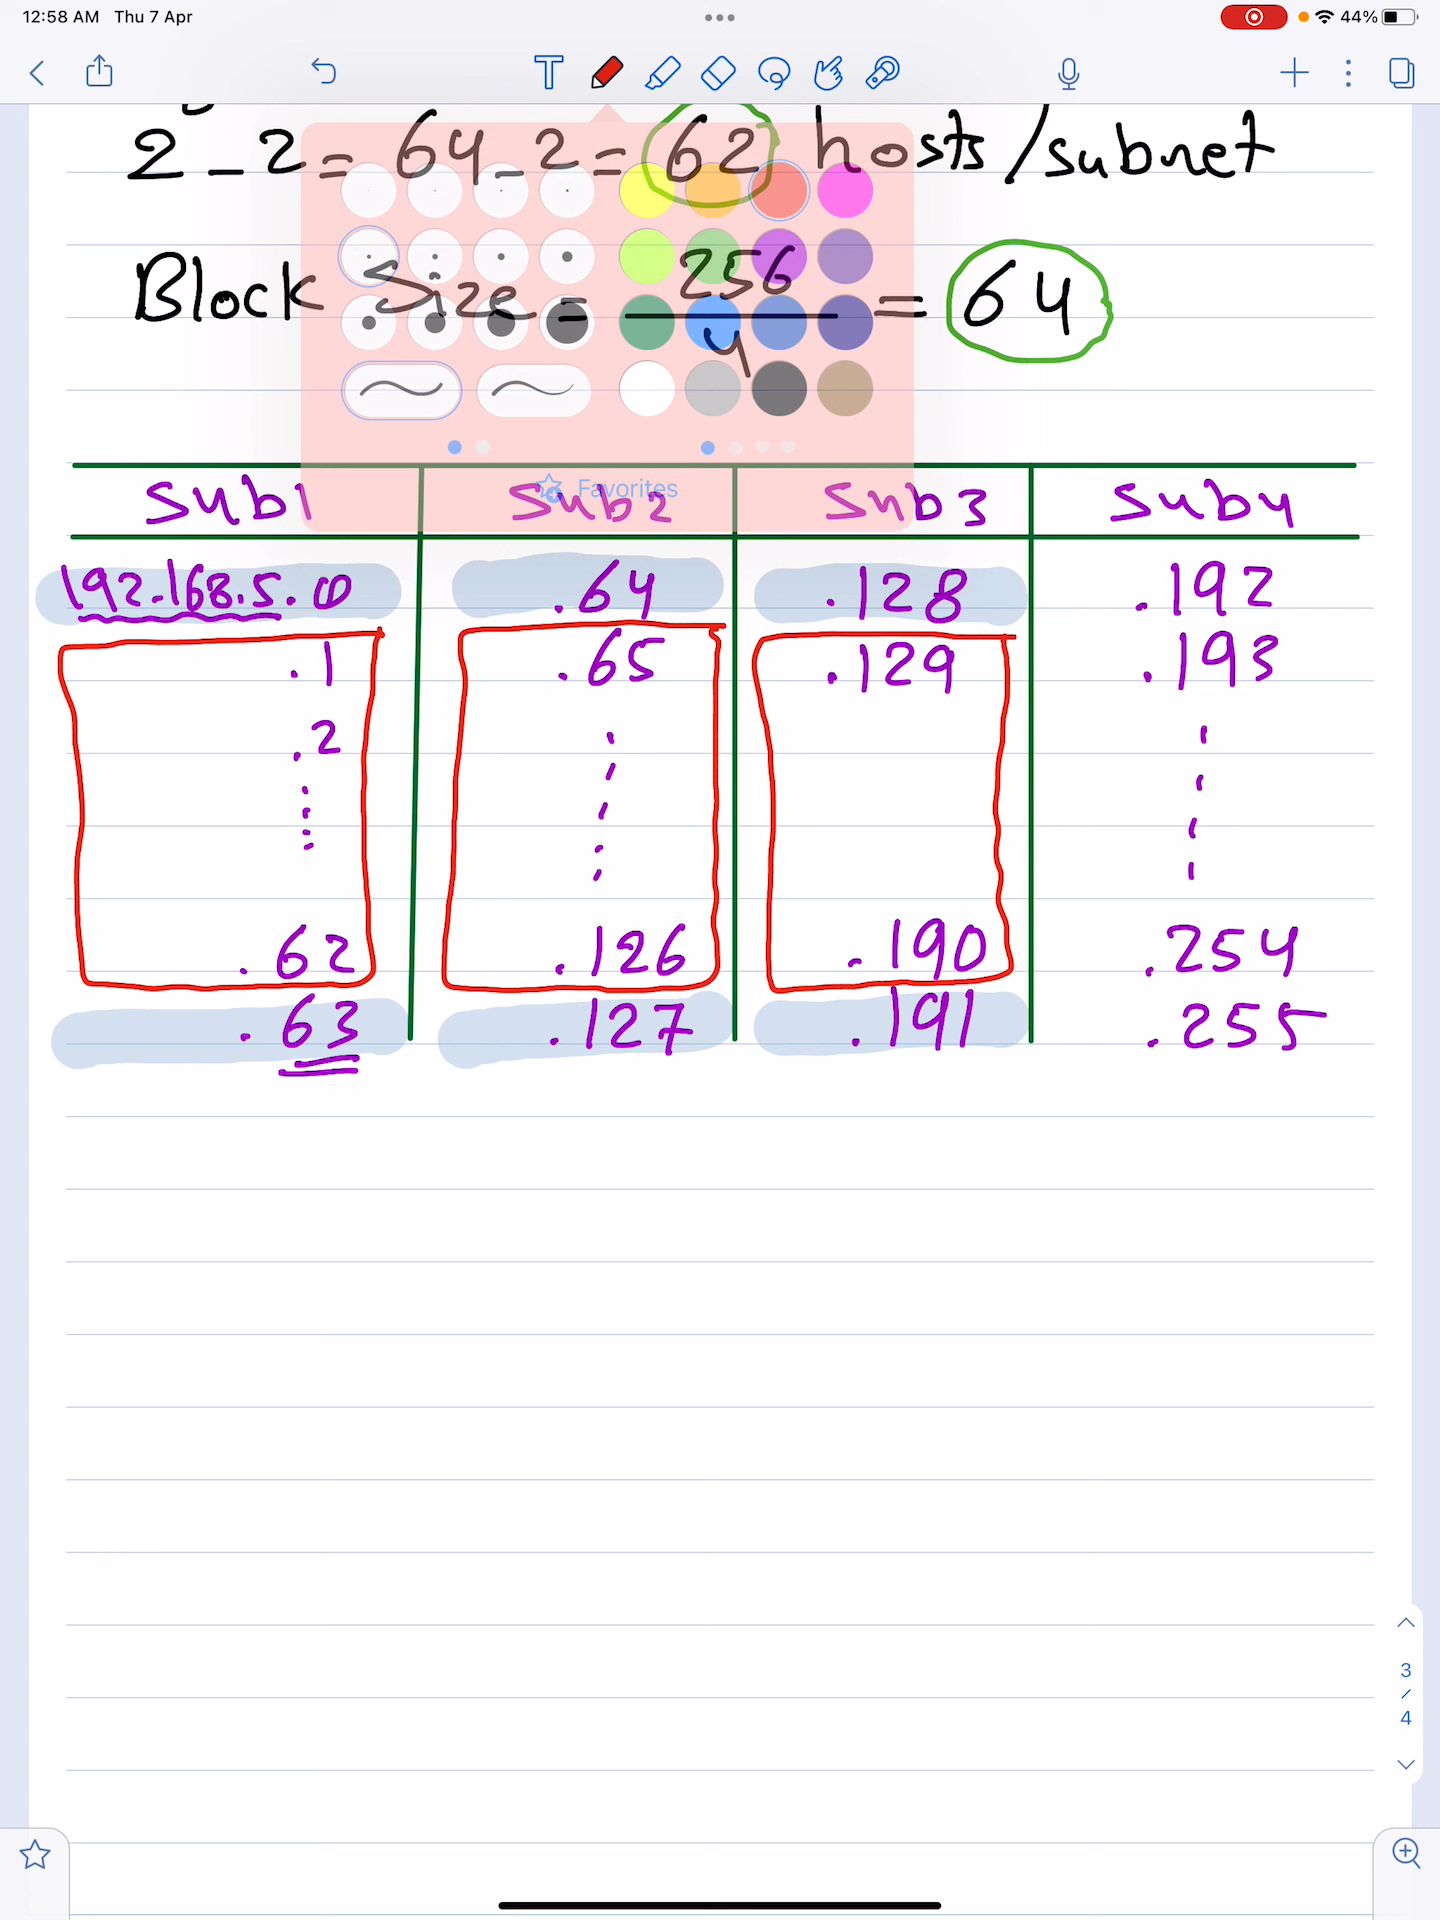 12:58 AM Thu 7 Apr 44%
T
2 - 2 = 64 - 2 = 62 hosts/subnet
Block Size = 256/4 = 64
Favorites
Sub1 Sub2 Sub3 Sub4
192.168.5.0 .64 .128 .192
.1 .65 .129 .193
.2
.62 .126 .190 .254
.63 .127 .191 .255
3
/
4